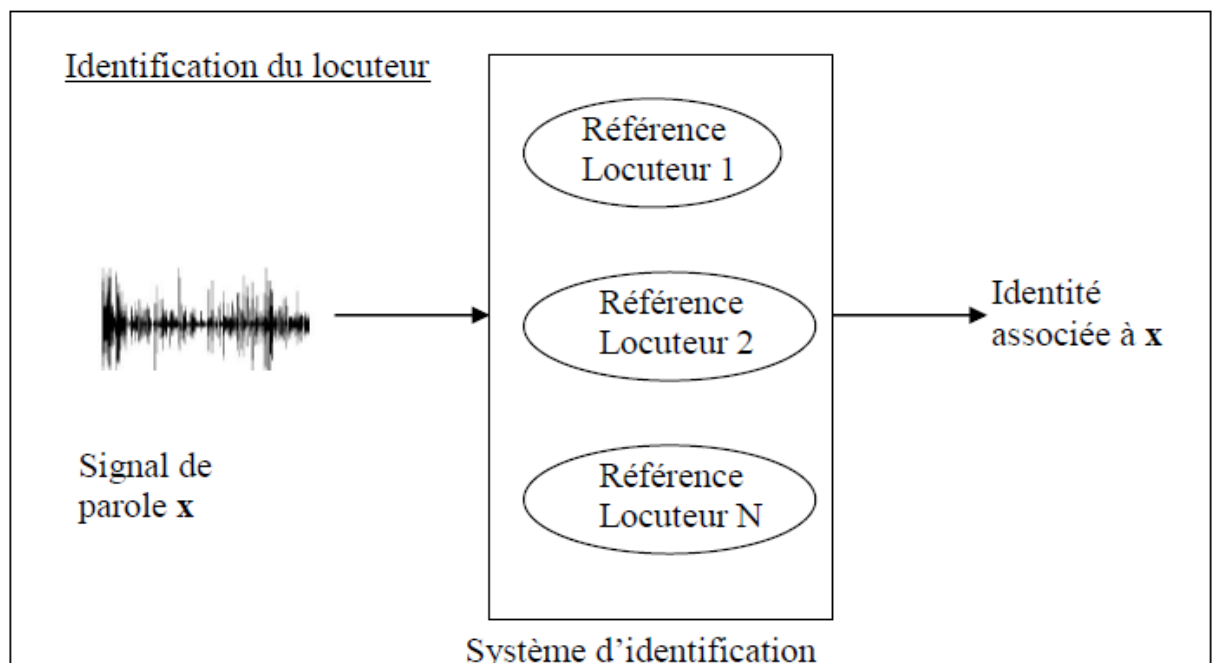 Identification du locuteur
Référence
Locuteur 1
Référence
Locuteur 2
Identité
associée à x
Signal de
parole x
Référence
Locuteur N
Système d'identification